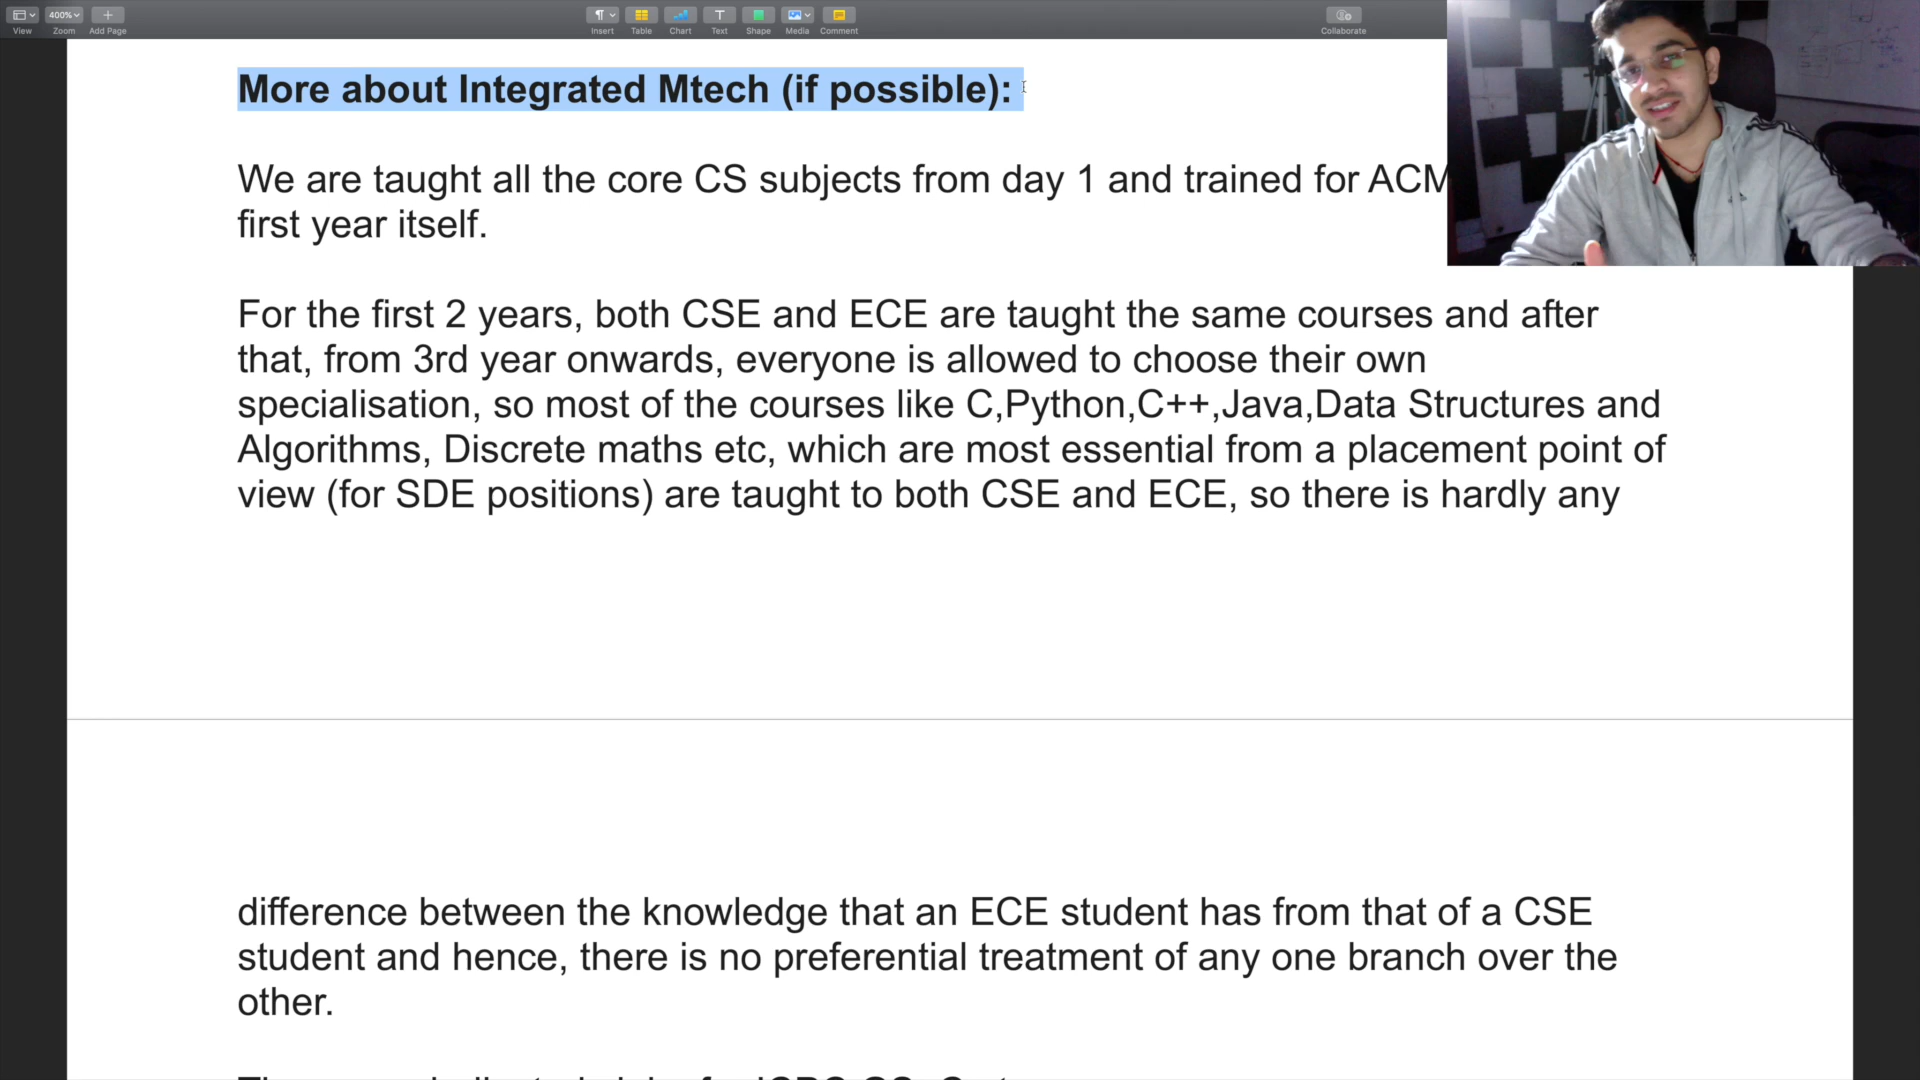 400%
View
Zoom
Add Page
Insert
Table
Chart
Text
Shape
Media
Comment
Collaborate
More about Integrated Mtech (if possible):
We are taught all the core CS subjects from day 1 and trained for ACM
first year itself.
For the first 2 years, both CSE and ECE are taught the same courses and after
that, from 3rd year onwards, everyone is allowed to choose their own
specialisation, so most of the courses like C,Python,C++,Java,Data Structures and
Algorithms, Discrete maths etc, which are most essential from a placement point of
view (for SDE positions) are taught to both CSE and ECE, so there is hardly any
difference between the knowledge that an ECE student has from that of a CSE
student and hence, there is no preferential treatment of any one branch over the
other.